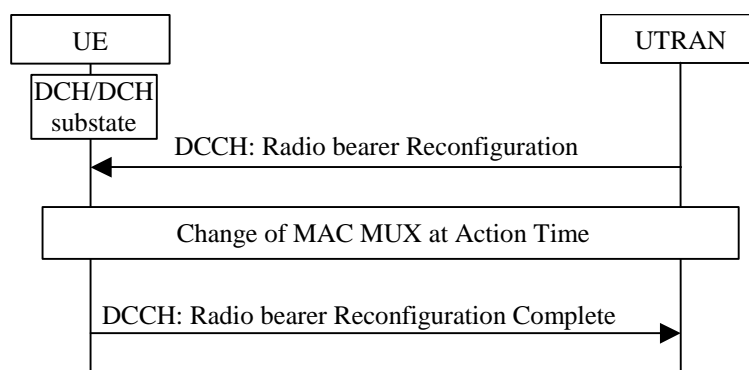 UE
UTRAN
DCH/DCH
substate
DCCH: Radio bearer Reconfiguration
Change of MAC MUX at Action Time
DCCH: Radio bearer Reconfiguration Complete